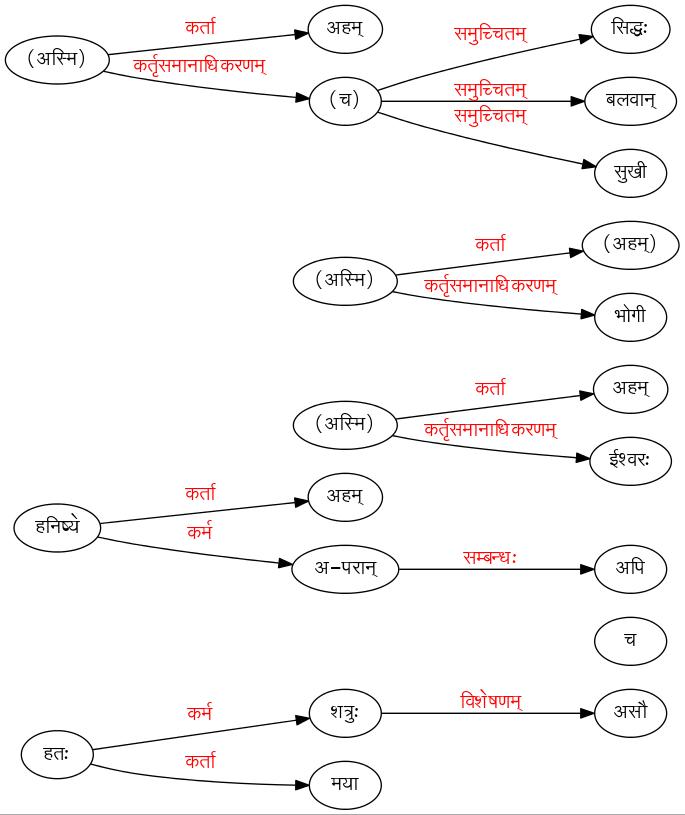 (अस्मि)
कर्ता
अहम्
कर्तृसमानाधिकरणम्
(च)
समुच्चितम्
सिद्धः
समुच्चितम्
बलवान्
समुच्चितम्
सुखी
(अस्मि)
कर्ता
(अहम्)
कर्तृसमानाधिकरणम्
भोगी
(अस्मि)
कर्ता
अहम्
कर्तृसमानाधिकरणम्
ईश्वरः
हनिष्ये
कर्ता
अहम्
कर्म
अ-परान्
सम्बन्धः
अपि
च
हतः
कर्म
शत्रुः
विशेषणम्
असौ
कर्ता
मया